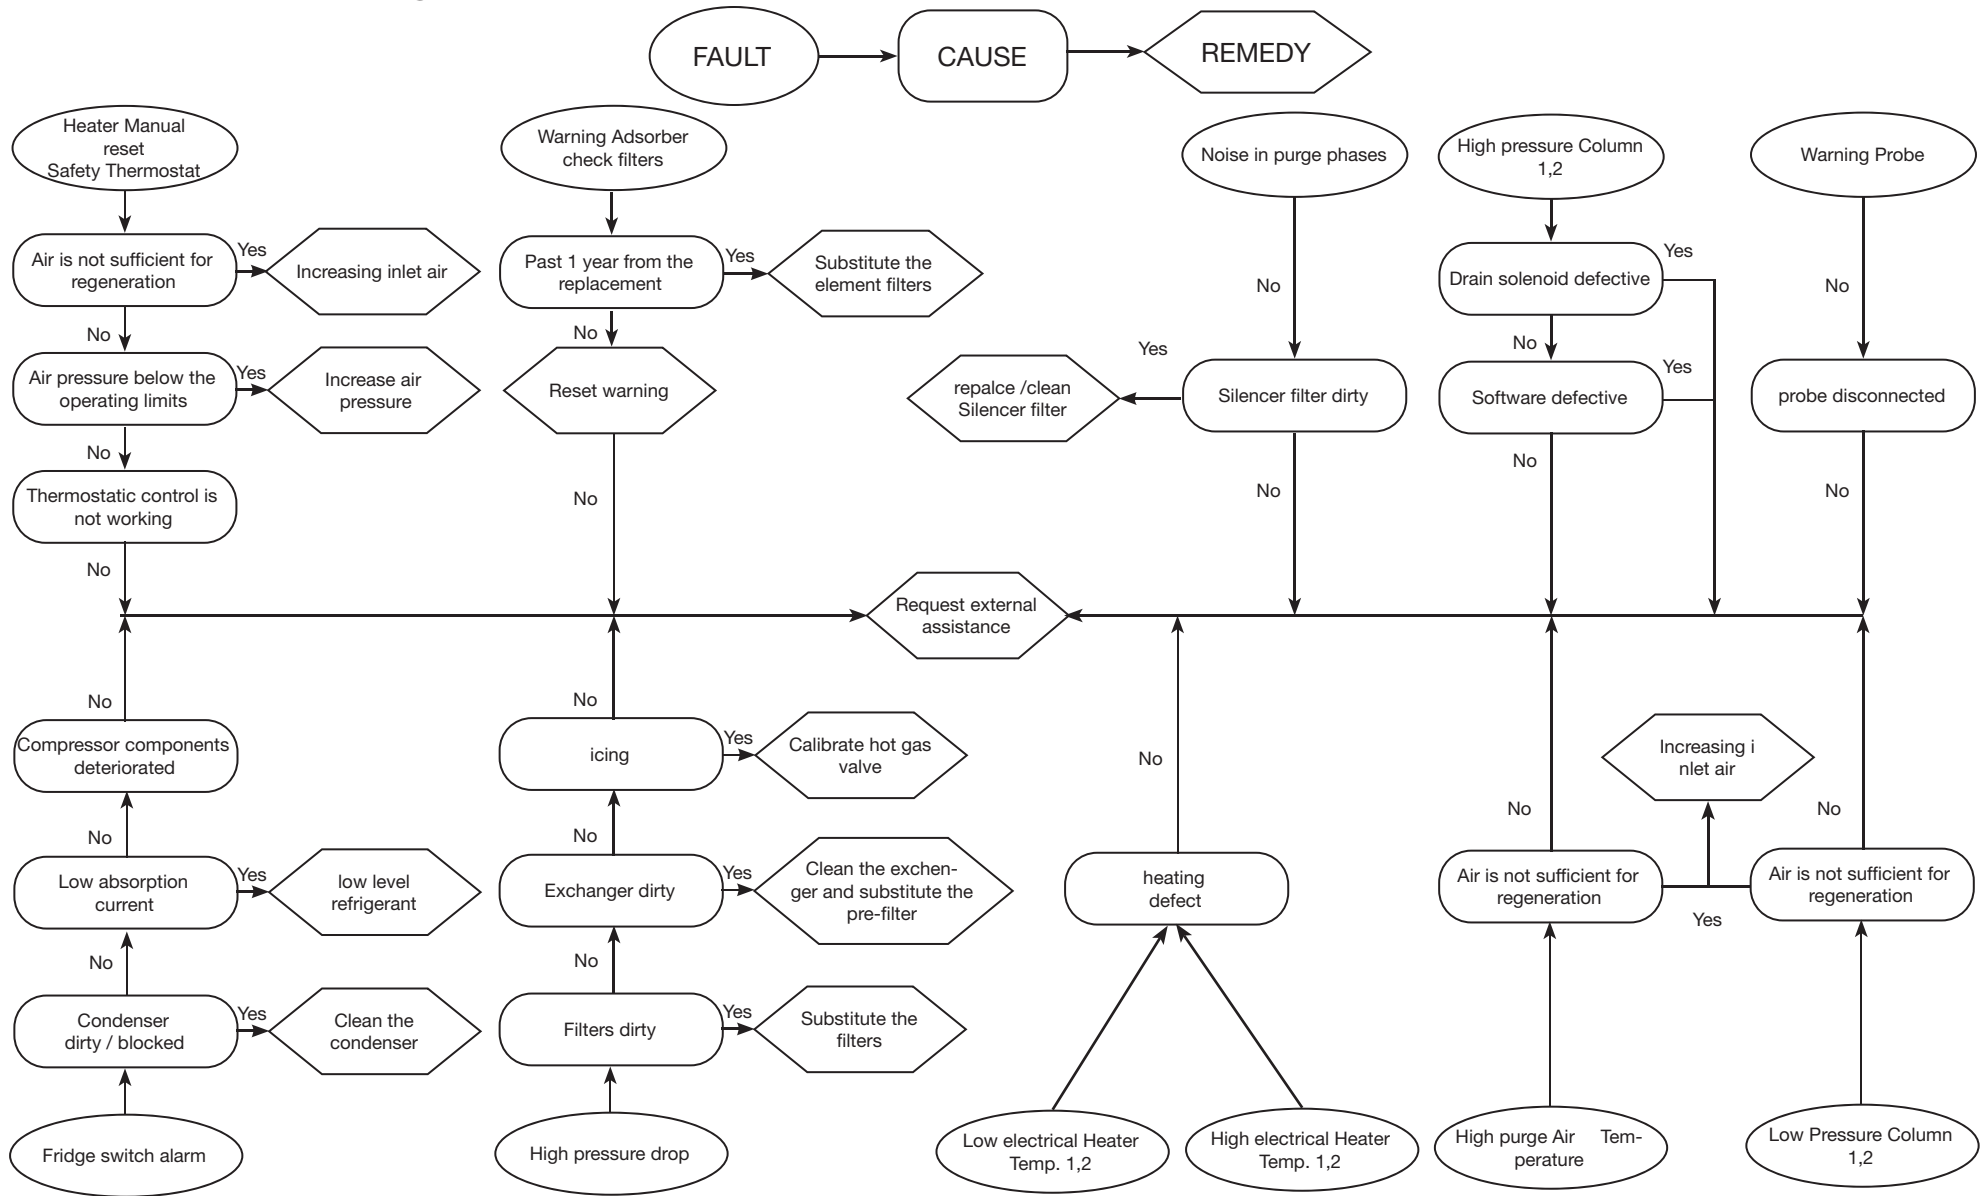 FAULT
CAUSE
REMEDY
Heater Manual
reset
Safety Thermostat
Warning Adsorber
check filters
Noise in purge phases
High pressure Column
1,2
Warning Probe
Air is not sufficient for
regeneration
Yes
Increasing inlet air
Past 1 year from the
replacement
Yes
Substitute the
element filters
No
Drain solenoid defective
Yes
No
No
Air pressure below the
operating limits
Yes
Increase air
pressure
No
Reset warning
Yes
repalce /clean
Silencer filter
Silencer filter dirty
No
Software defective
Yes
probe disconnected
No
Thermostatic control is
not working
No
No
No
No
No
No
Request external
assistance
No
Compressor components
deteriorated
No
icing
Yes
Calibrate hot gas
valve
No
Increasing i
nlet air
No
No
No
Low absorption
current
Yes
low level
refrigerant
No
Exchanger dirty
Yes
Clean the exchen-
ger and substitute the
pre-filter
heating
defect
Air is not sufficient for
regeneration
Yes
Air is not sufficient for
regeneration
No
Condenser
dirty / blocked
Yes
Clean the
condenser
No
Filters dirty
Yes
Substitute the
filters
Fridge switch alarm
High pressure drop
Low electrical Heater
Temp. 1,2
High electrical Heater
Temp. 1,2
High purge Air Tem-
perature
Low Pressure Column
1,2